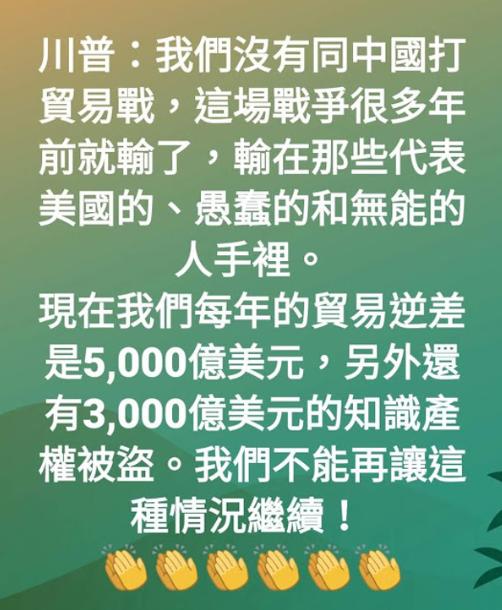 川普：我們沒有同中國打
貿易戰，這場戰爭很多年
前就輸了，輸在那些代表
美國的、愚蠢的和無能的
人手裡。
現在我們每年的貿易逆差
是5,000億美元，另外還
有3,000億美元的知識產
權被盜。我們不能再讓這
種情況繼續！
👏👏👏👏👏👏